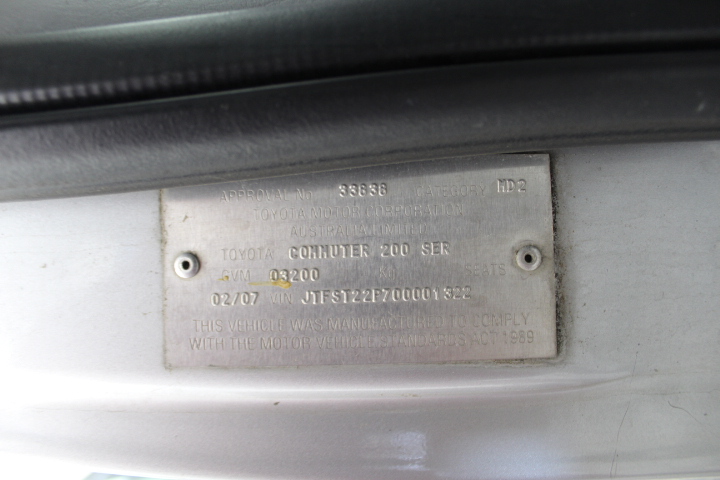 APPROVAL No. 33838 CATEGORY MD2
TOYOTA MOTOR CORPORATION
AUSTRALIA LIMITED
TOYOTA COMMUTER 200 SER
GVM 03200 KG SEATS
02/07 VIN JTFST22P700001322
THIS VEHICLE WAS MANUFACTURED TO COMPLY
WITH THE MOTOR VEHICLE STANDARDS ACT 1989